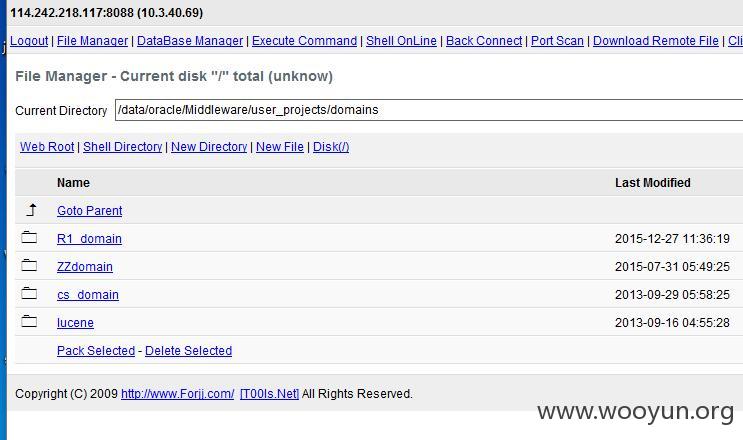 114.242.218.117:8088 (10.3.40.69)
Logout | File Manager | DataBase Manager | Execute Command | Shell OnLine | Back Connect | Port Scan | Download Remote File | Cli
File Manager - Current disk "/" total (unknow)
Current Directory /data/oracle/Middleware/user_projects/domains
Web Root | Shell Directory | New Directory | New File | Disk(/)
Name Last Modified
Goto Parent
R1_domain 2015-12-27 11:36:19
ZZdomain 2015-07-31 05:49:25
cs_domain 2013-09-29 05:58:25
lucene 2013-09-16 04:55:28
Pack Selected - Delete Selected
Copyright (C) 2009 http://www.Forjj.com/ [T00ls.Net] All Rights Reserved.
www.wooyun.org